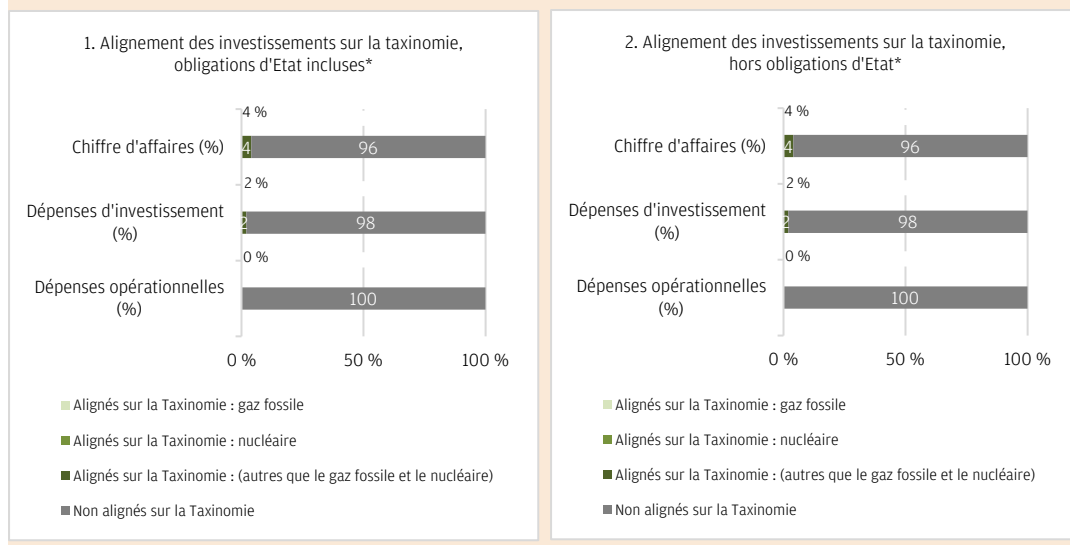 1. Alignement des investissements sur la taxinomie,
obligations d'Etat incluses*
4 %
Chiffre d'affaires (%)
4
96
2 %
Dépenses d'investissement
(%)
2
98
0 %
Dépenses opérationnelles
(%)
100
0 %
50 %
100 %
Alignés sur la Taxinomie : gaz fossile
Alignés sur la Taxinomie : nucléaire
Alignés sur la Taxinomie : (autres que le gaz fossile et le nucléaire)
Non alignés sur la Taxinomie
2. Alignement des investissements sur la taxinomie,
hors obligations d'Etat*
4 %
Chiffre d'affaires (%)
4
96
2 %
Dépenses d'investissement
(%)
2
98
0 %
Dépenses opérationnelles
(%)
100
0 %
50 %
100 %
Alignés sur la Taxinomie : gaz fossile
Alignés sur la Taxinomie : nucléaire
Alignés sur la Taxinomie : (autres que le gaz fossile et le nucléaire)
Non alignés sur la Taxinomie